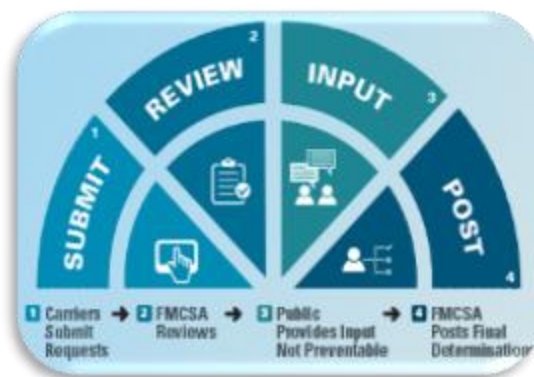 SUBMIT
1
REVIEW
2
INPUT
3
POST
4
1 Carriers Submit Requests → 2 FMCSA Reviews → 3 Public Provides Input Not Preventable → 4 FMCSA Posts Final Determination